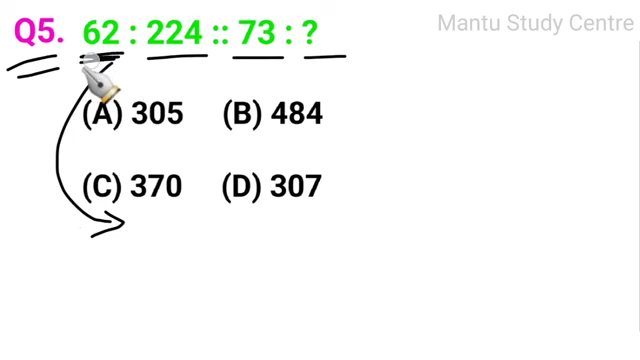 Mantu Study Centre
Q5. 62 : 224 :: 73 : ?
(A) 305 (B) 484
(C) 370 (D) 307